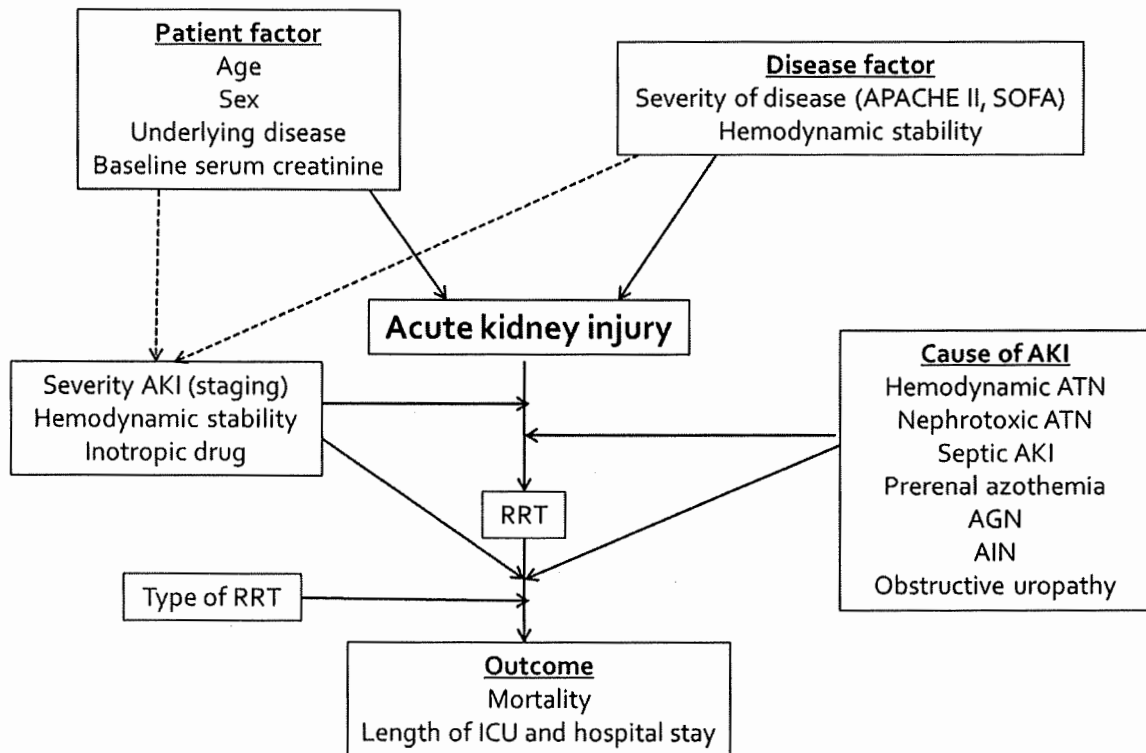 Patient factor
Age
Sex
Underlying disease
Baseline serum creatinine
Disease factor
Severity of disease (APACHE II, SOFA)
Hemodynamic stability
Acute kidney injury
Severity AKI (staging)
Hemodynamic stability
Inotropic drug
Cause of AKI
Hemodynamic ATN
Nephrotoxic ATN
Septic AKI
Prerenal azothemia
AGN
AIN
Obstructive uropathy
RRT
Type of RRT
Outcome
Mortality
Length of ICU and hospital stay